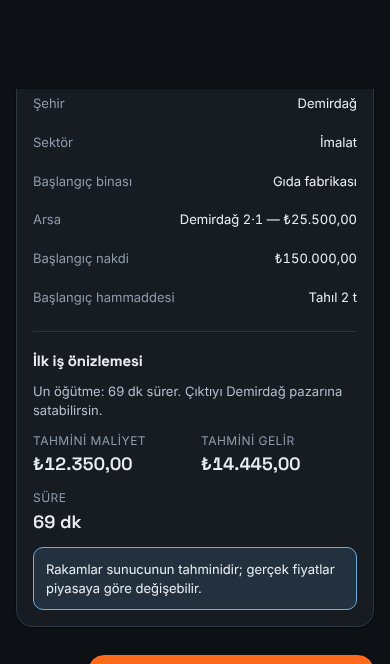 Şehir Demirdağ
Sektör İmalat
Başlangıç binası Gıda fabrikası
Arsa Demirdağ 2·1 — ₺25.500,00
Başlangıç nakdi ₺150.000,00
Başlangıç hammaddesi Tahıl 2 t
İlk iş önizlemesi
Un öğütme: 69 dk sürer. Çıktıyı Demirdağ pazarına
satabilirsin.
TAHMİNİ MALİYET TAHMİNİ GELİR
₺12.350,00 ₺14.445,00
SÜRE
69 dk
Rakamlar sunucunun tahminidir; gerçek fiyatlar
piyasaya göre değişebilir.